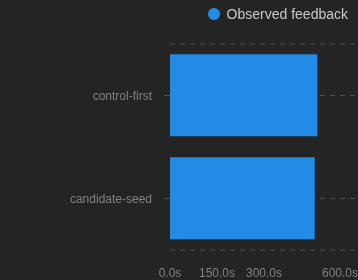 Observed feedback
control-first
candidate-seed
0.0s 150.0s 300.0s 600.0s